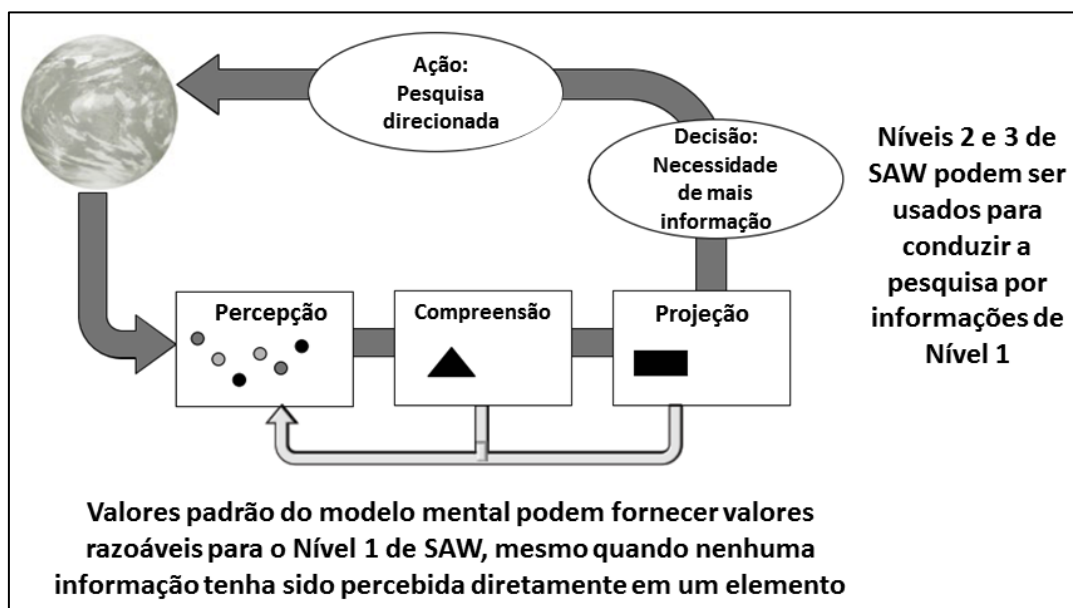 Ação:
Pesquisa
direcionada
Decisão:
Necessidade
de mais
informação
Níveis 2 e 3 de
SAW podem ser
usados para
conduzir a
pesquisa por
informações de
Nível 1
Percepção
Compreensão
Projeção
Valores padrão do modelo mental podem fornecer valores
razoáveis para o Nível 1 de SAW, mesmo quando nenhuma
informação tenha sido percebida diretamente em um elemento